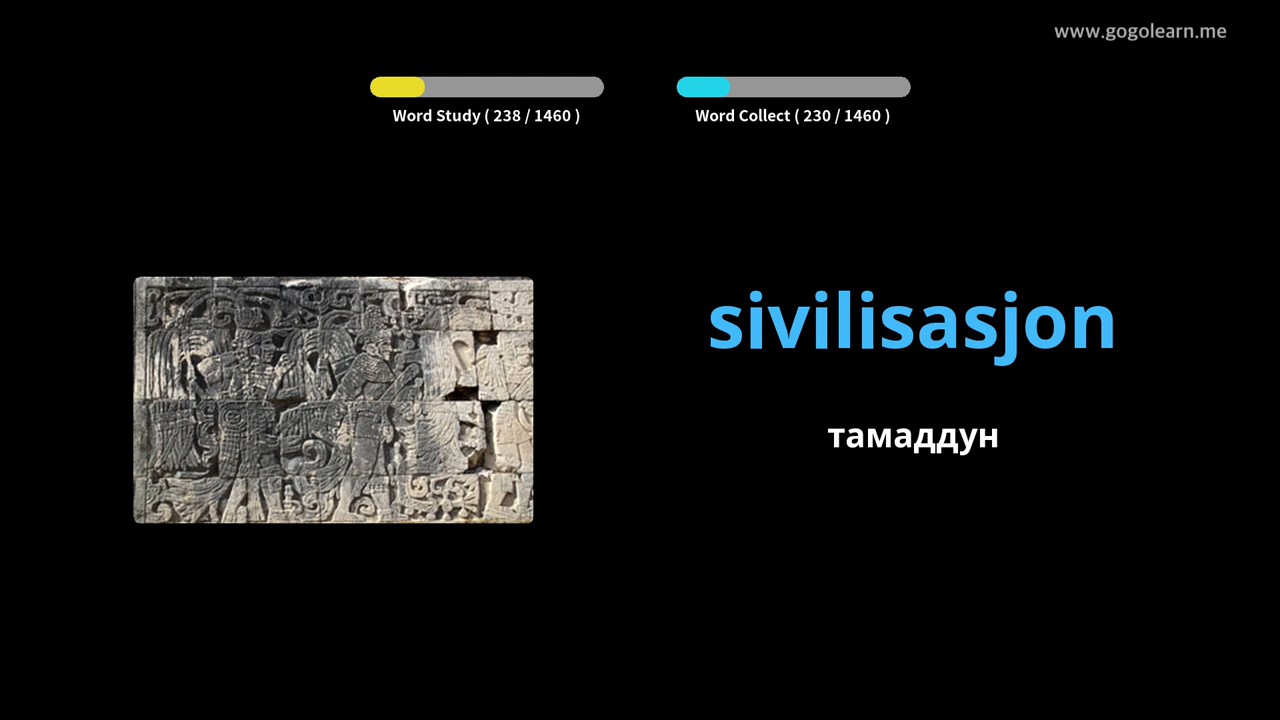 www.gogolearn.me
Word Study ( 238 / 1460 )
Word Collect ( 230 / 1460 )
sivilisasjon
тамаддун